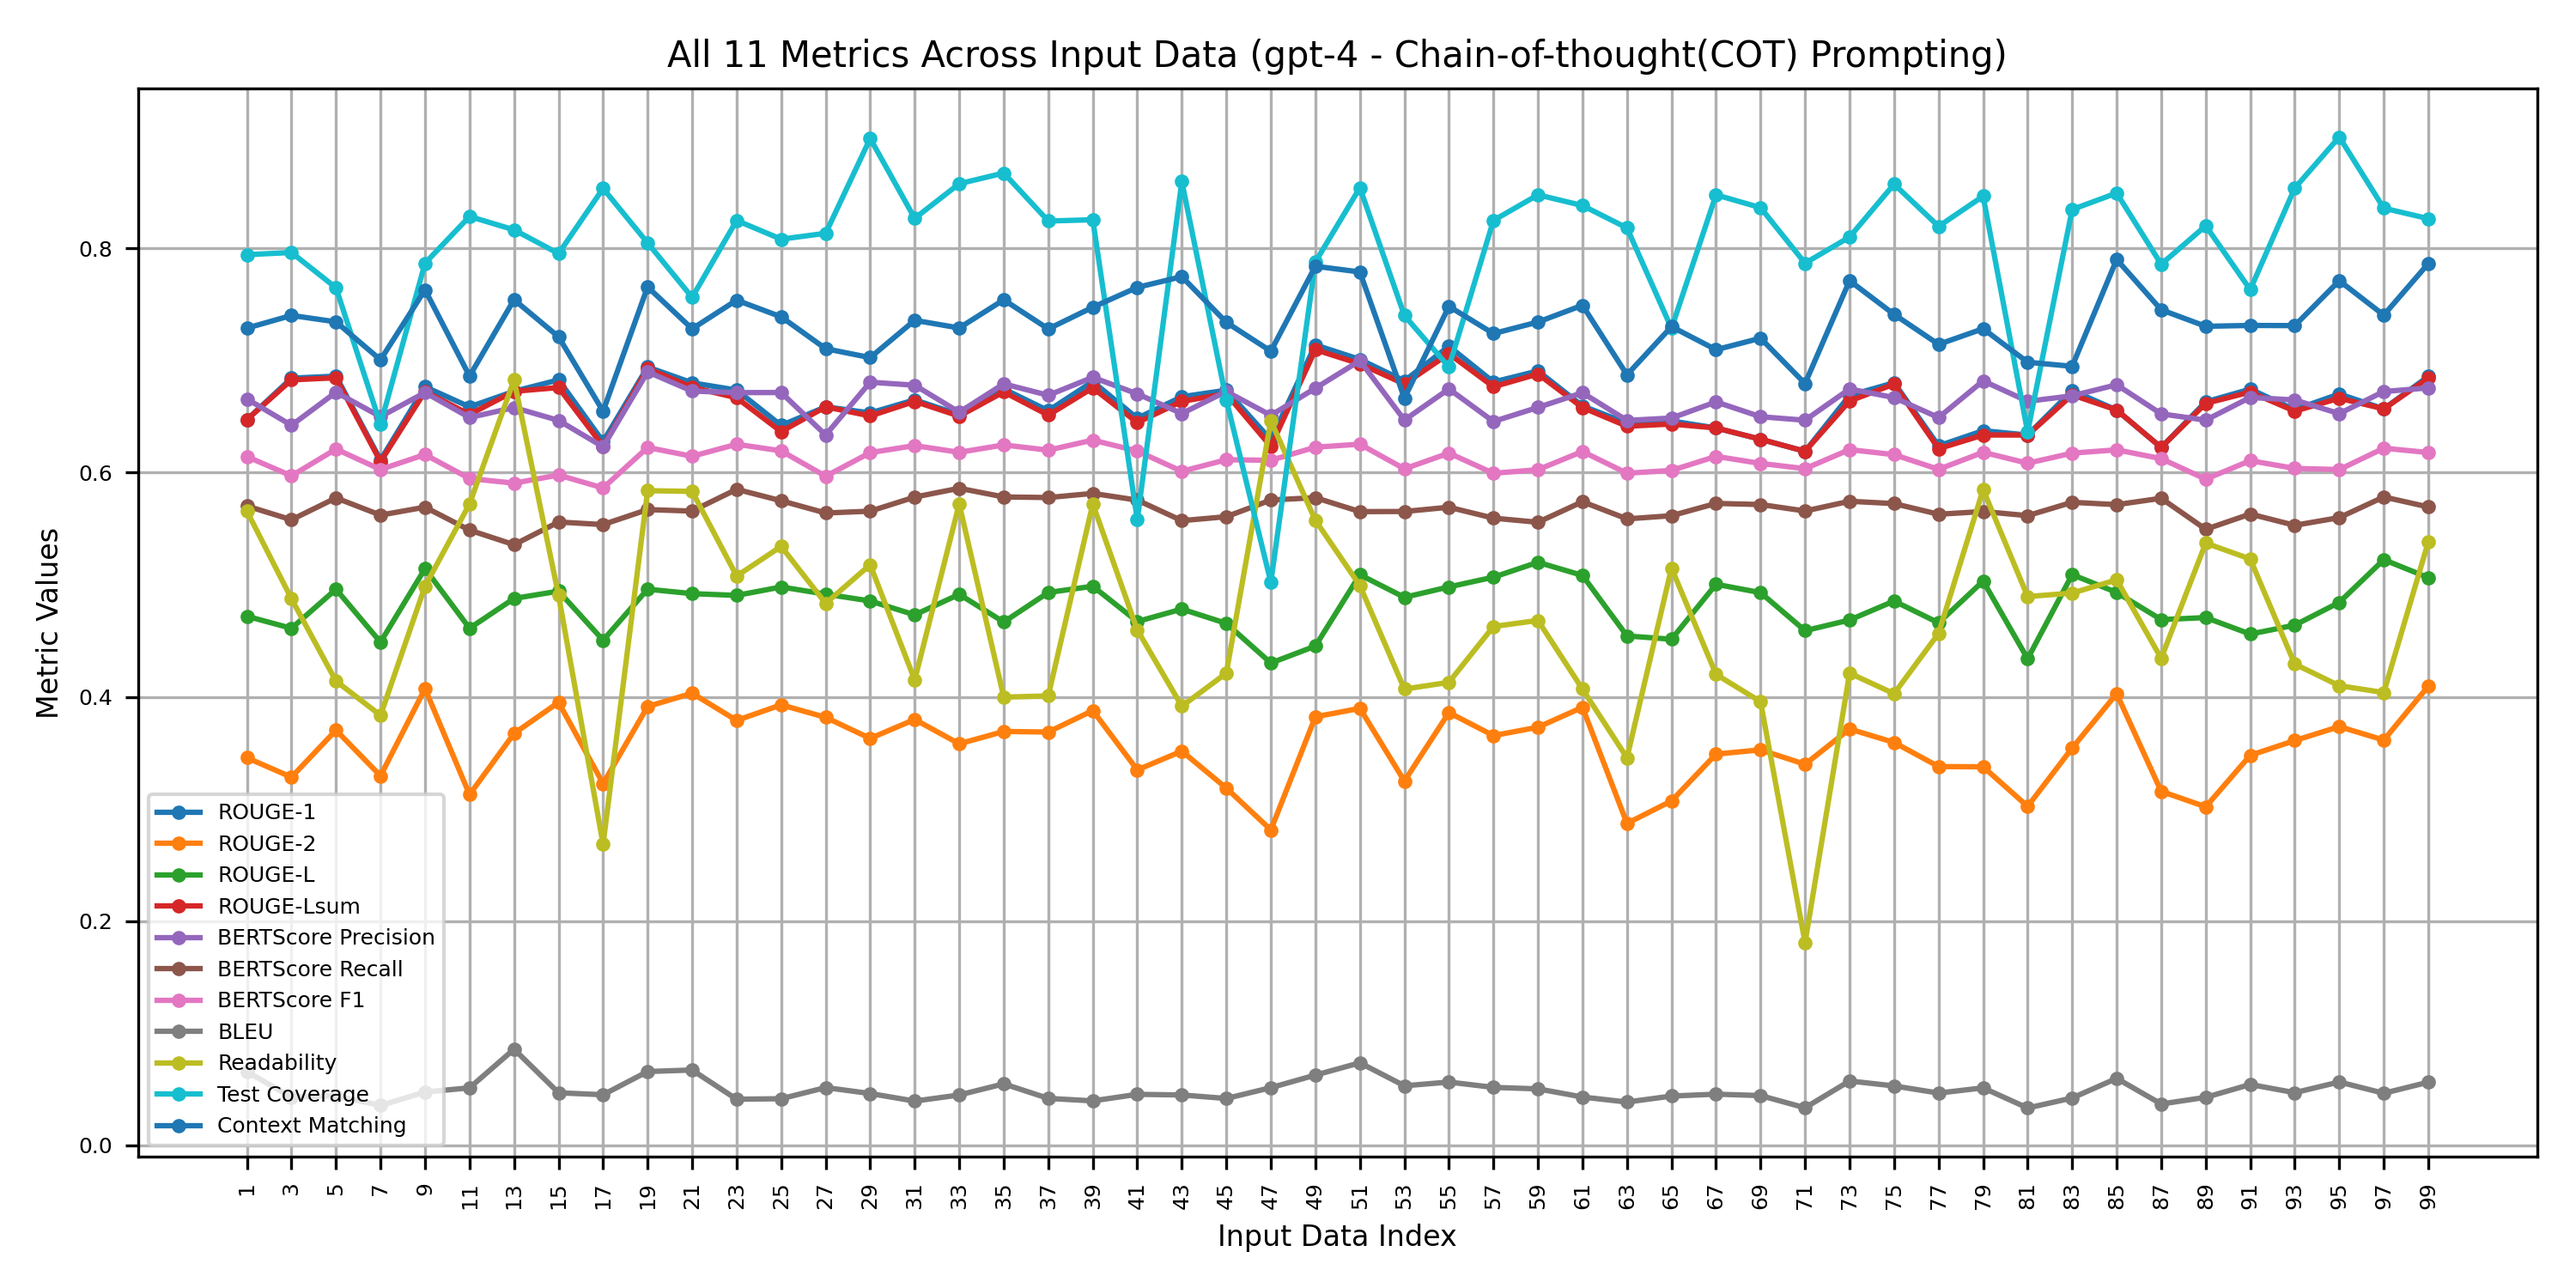 All 11 Metrics Across Input Data (gpt-4 - Chain-of-thought(COT) Prompting)
Metric Values
0.8
0.6
0.4
0.2
0.0
ROUGE-1
ROUGE-2
ROUGE-L
ROUGE-Lsum
BERTScore Precision
BERTScore Recall
BERTScore F1
BLEU
Readability
Test Coverage
Context Matching
1 3 5 7 9 11 13 15 17 19 21 23 25 27 29 31 33 35 37 39 41 43 45 47 49 51 53 55 57 59 61 63 65 67 69 71 73 75 77 79 81 83 85 87 89 91 93 95 97 99
Input Data Index